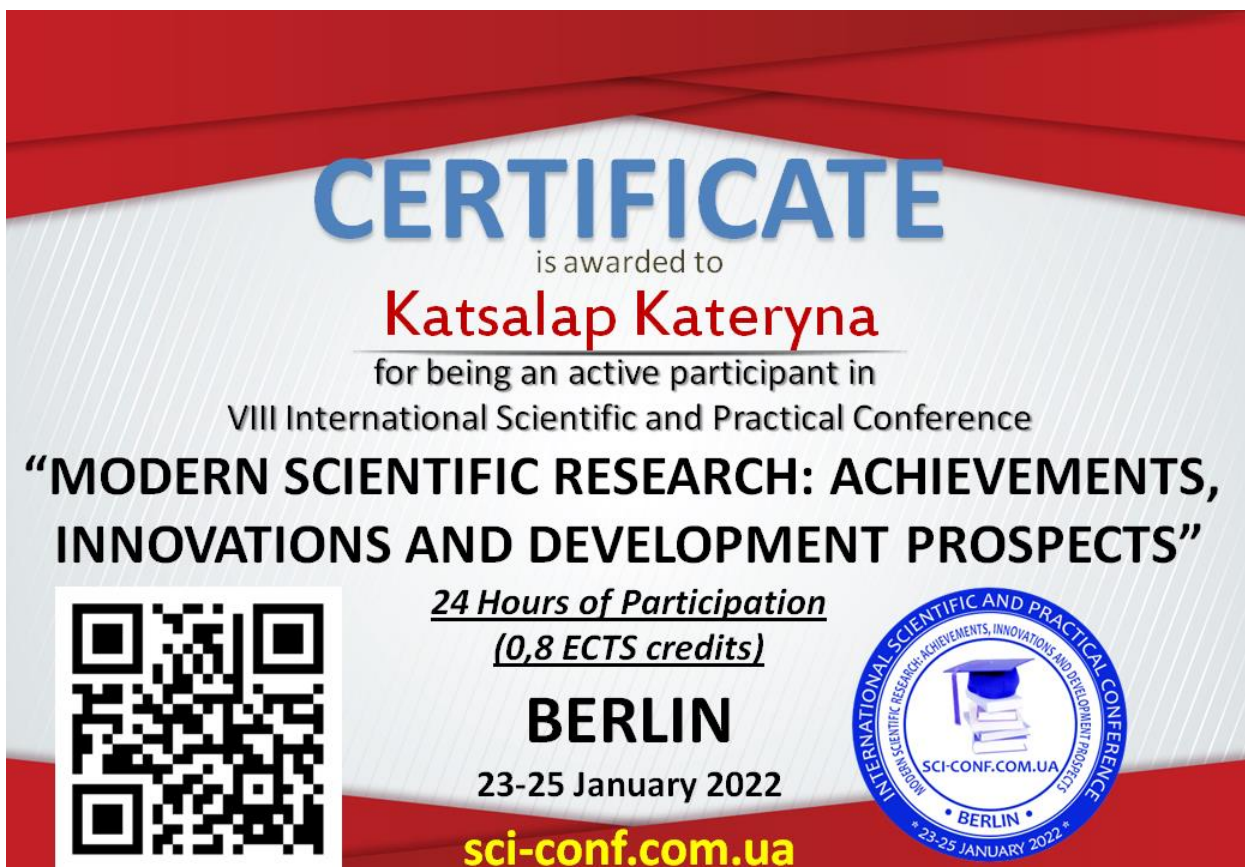 CERTIFICATE
is awarded to
Katsalap Kateryna
for being an active participant in
VIII International Scientific and Practical Conference
“MODERN SCIENTIFIC RESEARCH: ACHIEVEMENTS,
INNOVATIONS AND DEVELOPMENT PROSPECTS”
24 Hours of Participation
(0,8 ECTS credits)
BERLIN
23-25 January 2022
sci-conf.com.ua
INTERNATIONAL SCIENTIFIC AND PRACTICAL CONFERENCE
MODERN SCIENTIFIC RESEARCH: ACHIEVEMENTS, INNOVATIONS AND DEVELOPMENT PROSPECTS
SCI-CONF.COM.UA
• BERLIN •
* 23-25 JANUARY 2022 *